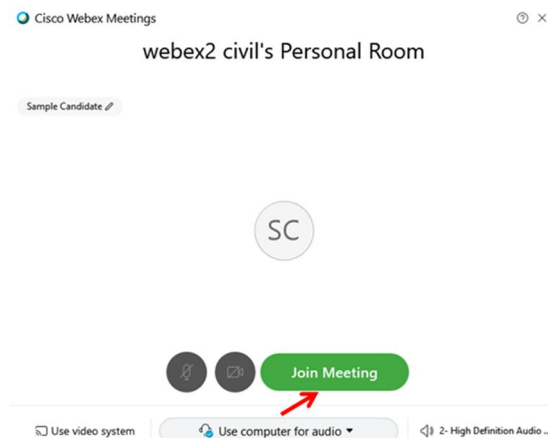 Cisco Webex Meetings
webex2 civil's Personal Room
Sample Candidate
SC
Join Meeting
Use video system
Use computer for audio
2- High Definition Audio ..